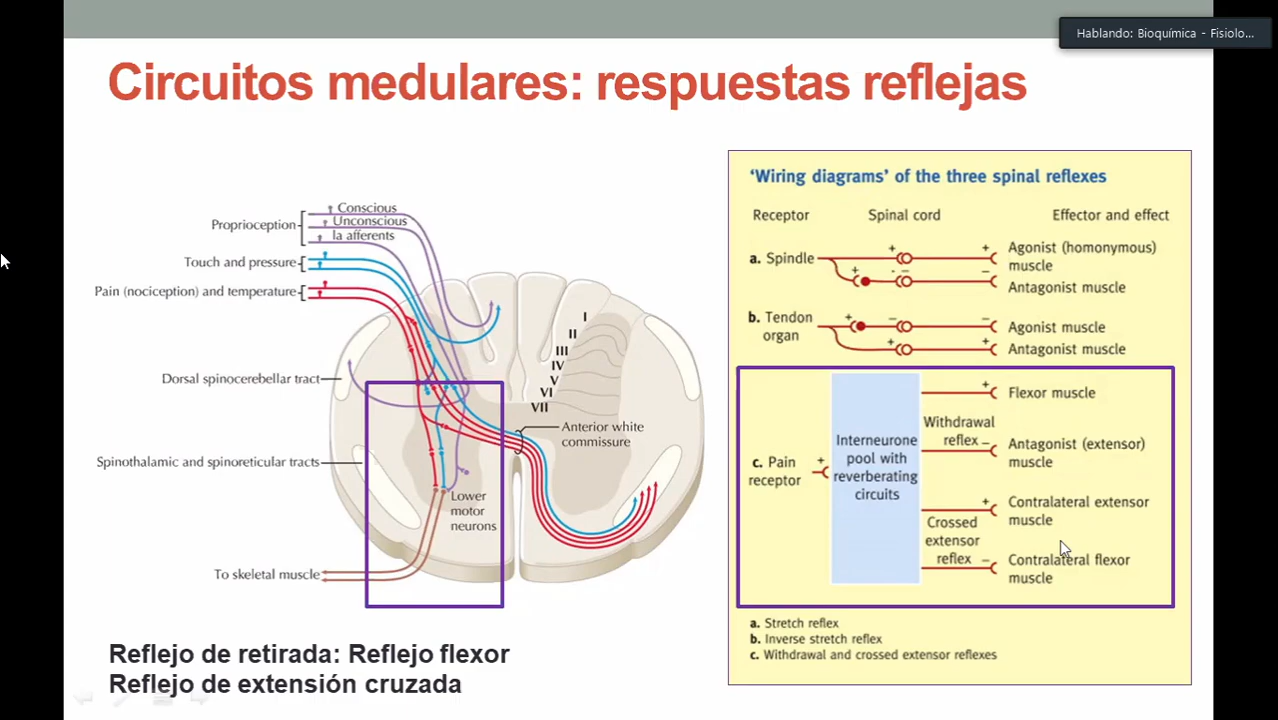 Hablando: Bioquímica - Fisiolo...
Circuitos medulares: respuestas reflejas
Conscious
Proprioception
Unconscious
Ia afferents
Touch and pressure
Pain (nociception) and temperature
I
II
III
IV
V
VI
VII
Dorsal spinocerebellar tract
Anterior white
commissure
Spinothalamic and spinoreticular tracts
Lower
motor
neurons
To skeletal muscle
Reflejo de retirada: Reflejo flexor
Reflejo de extensión cruzada
'Wiring diagrams' of the three spinal reflexes
Receptor Spinal cord Effector and effect
a. Spindle
+ +
Agonist (homonymous)
muscle
+ - - -
Antagonist muscle
b. Tendon
organ
+ – –
Agonist muscle
+ +
Antagonist muscle
c. Pain
receptor
+
Interneurone
pool with
reverberating
circuits
+
Flexor muscle
Withdrawal
reflex –
Antagonist (extensor)
muscle
+
Contralateral extensor
muscle
Crossed
extensor
reflex –
Contralateral flexor
muscle
a. Stretch reflex
b. Inverse stretch reflex
c. Withdrawal and crossed extensor reflexes